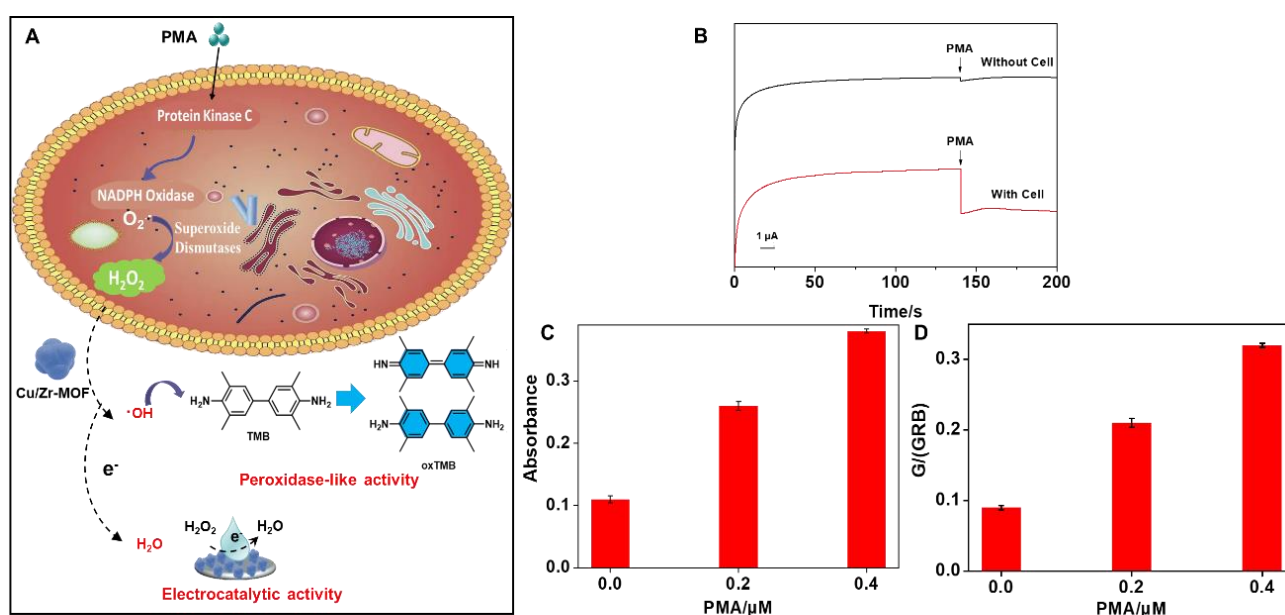 A
PMA
Protein Kinase C
NADPH Oxidase
O₂⁻
Superoxide
Dismutases
H₂O₂
Cu/Zr-MOF
·OH
H₂N
NH₂
TMB
HN
NH
H₂N
NH₂
oxTMB
Peroxidase-like activity
e⁻
H₂O
H₂O₂
e⁻
H₂O
Electrocatalytic activity
B
PMA
Without Cell
PMA
With Cell
1 µA
0
50
100
150
200
Time/s
C
Absorbance
0.3
0.2
0.1
0.0
0.0
0.2
0.4
PMA/µM
D
G/(GRB)
0.3
0.2
0.1
0.0
0.0
0.2
0.4
PMA/µM